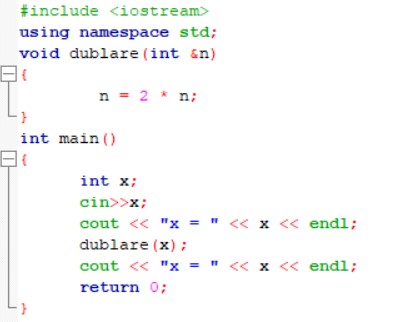 #include <iostream>
using namespace std;
void dublare(int &n)
{
n = 2 * n;
}
int main()
{
int x;
cin>>x;
cout << "x = " << x << endl;
dublare(x);
cout << "x = " << x << endl;
return 0;
}